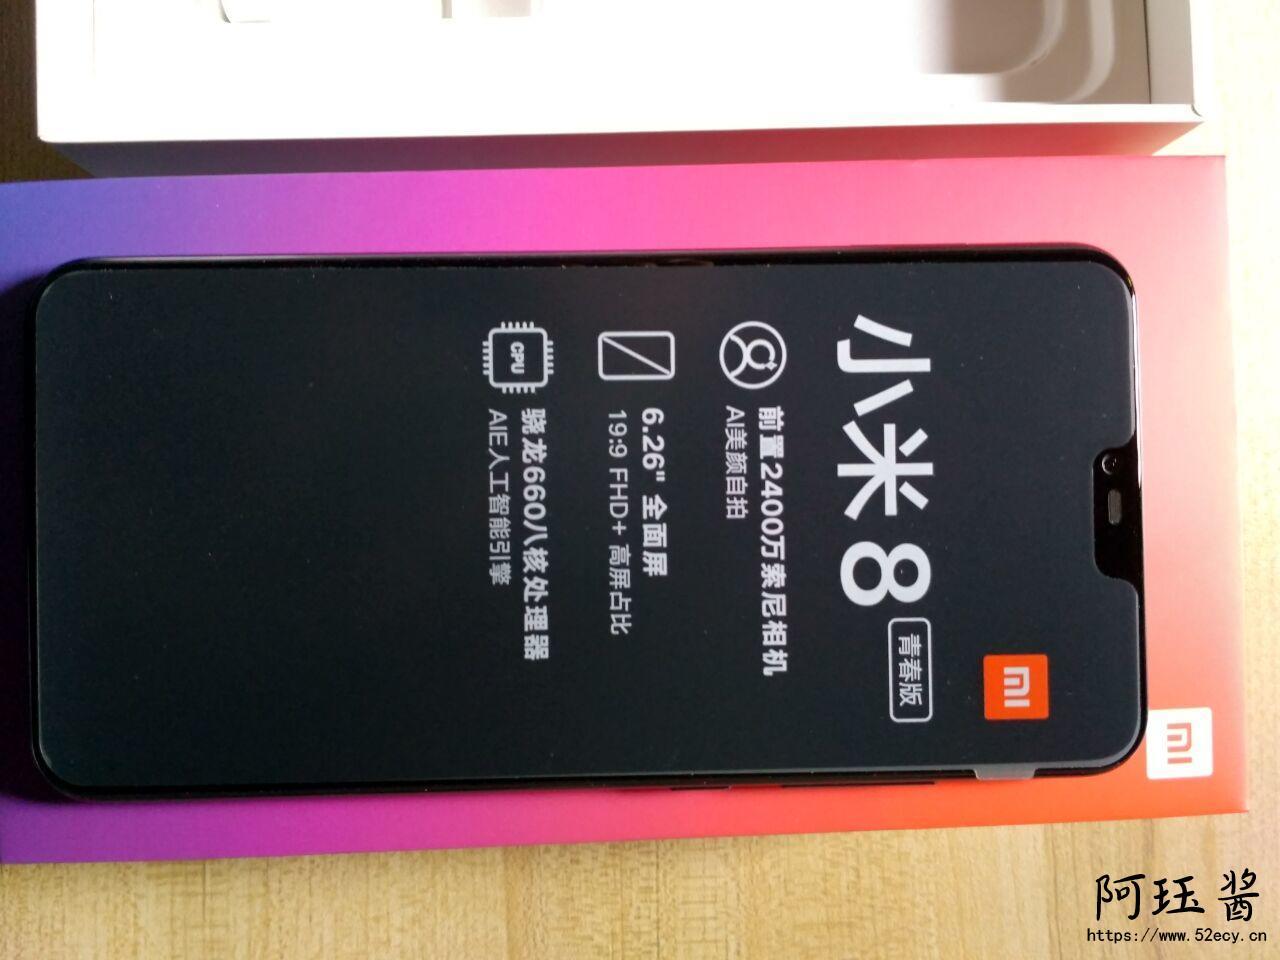 小米8
青春版
前置2400万索尼相机
AI美颜自拍
6.26" 全面屏
19:9 FHD+ 高屏占比
CPU
骁龙660八核处理器
AIE人工智能引擎
MI
MI
阿珏酱
https://www.52ecy.cn